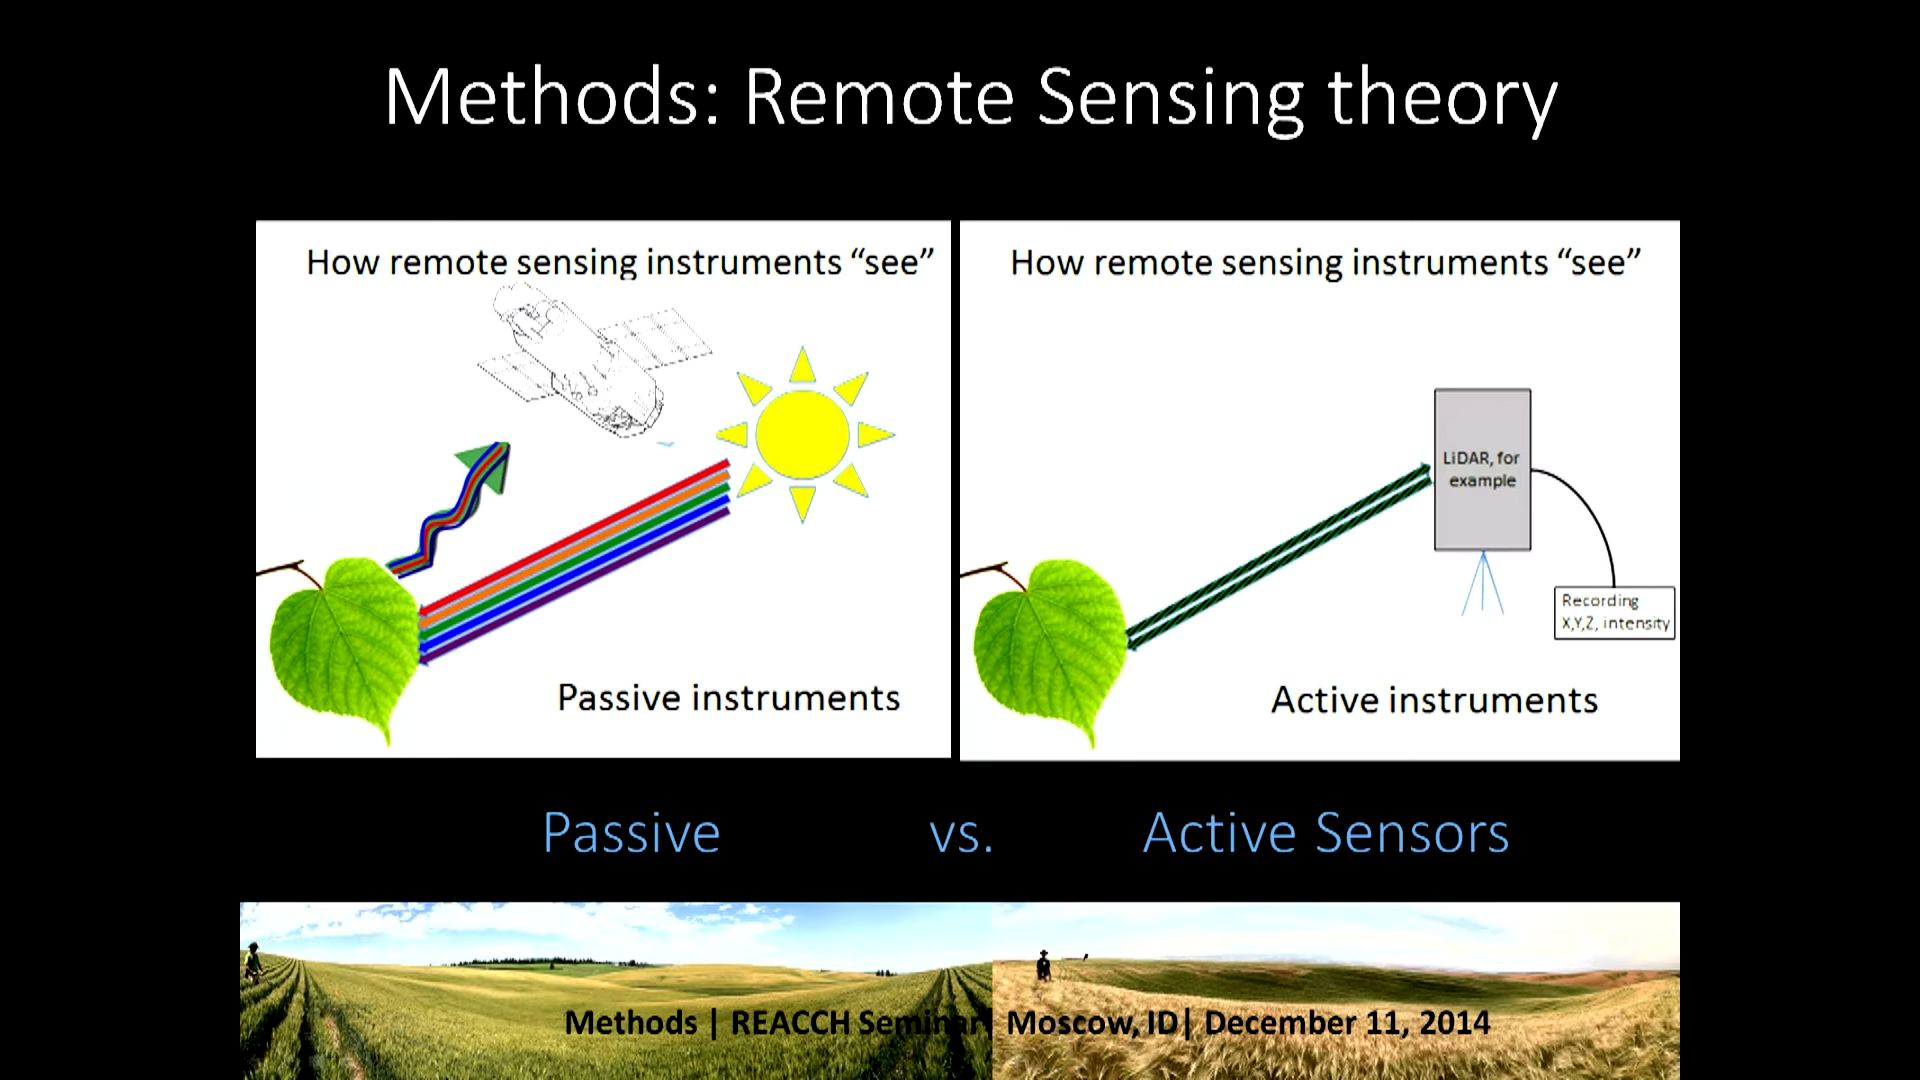 Methods: Remote Sensing theory
How remote sensing instruments “see”
Passive instruments
How remote sensing instruments “see”
LiDAR, for
example
Recording
X,Y,Z, intensity
Active instruments
Passive vs. Active Sensors
Methods | REACCH Seminar| Moscow, ID| December 11, 2014